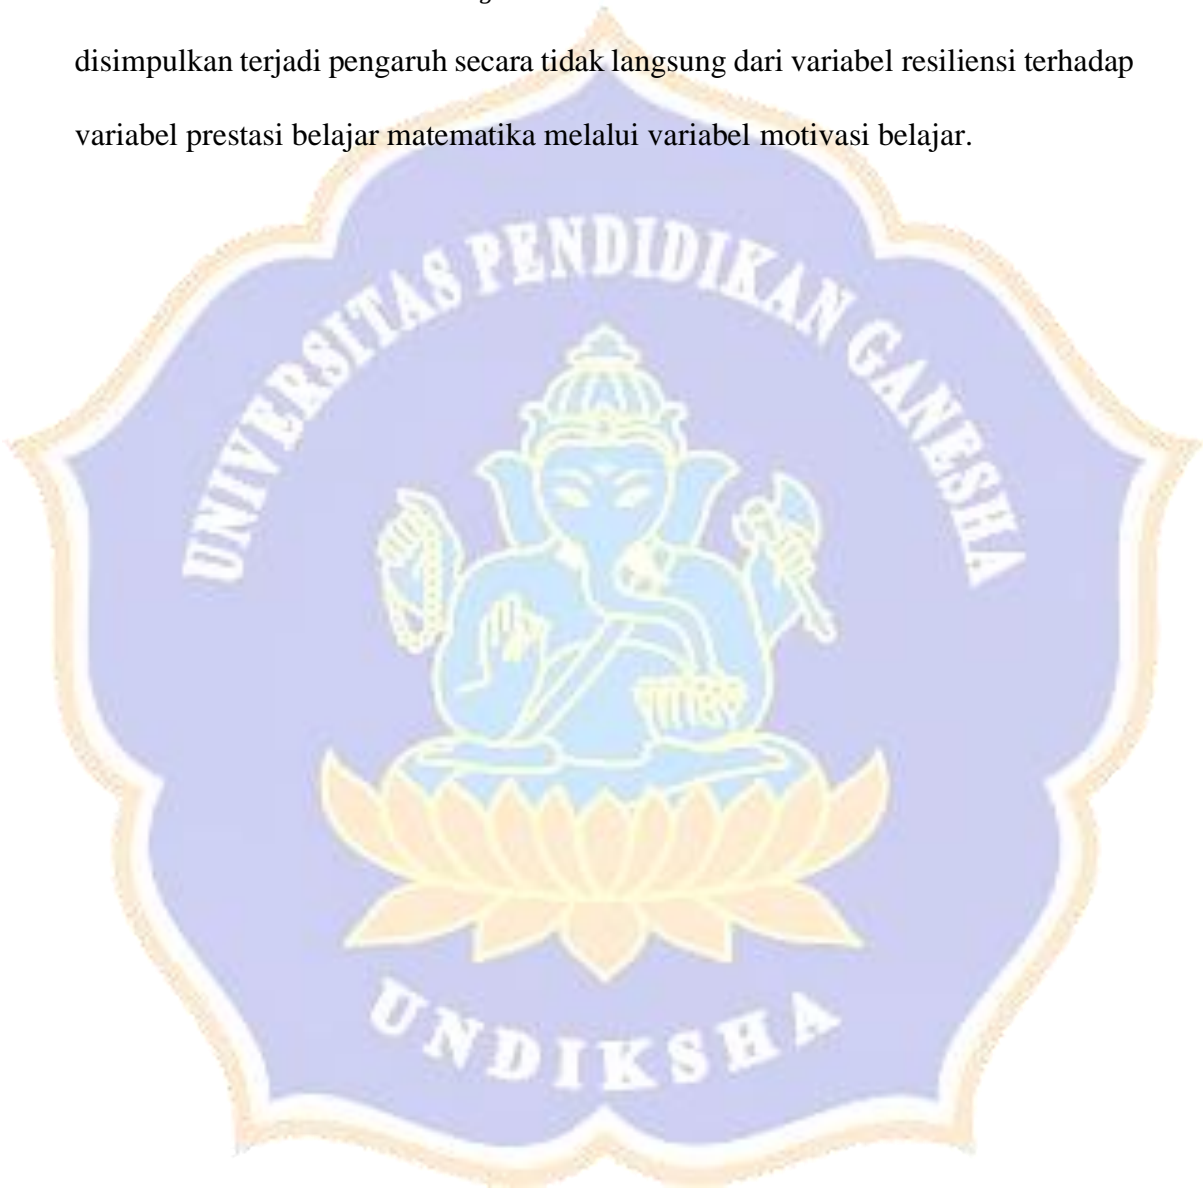 disimpulkan terjadi pengaruh secara tidak langsung dari variabel resiliensi terhadap
variabel prestasi belajar matematika melalui variabel motivasi belajar.
UNIVERSITAS PENDIDIKAN GANESHA
UNDIKSHA